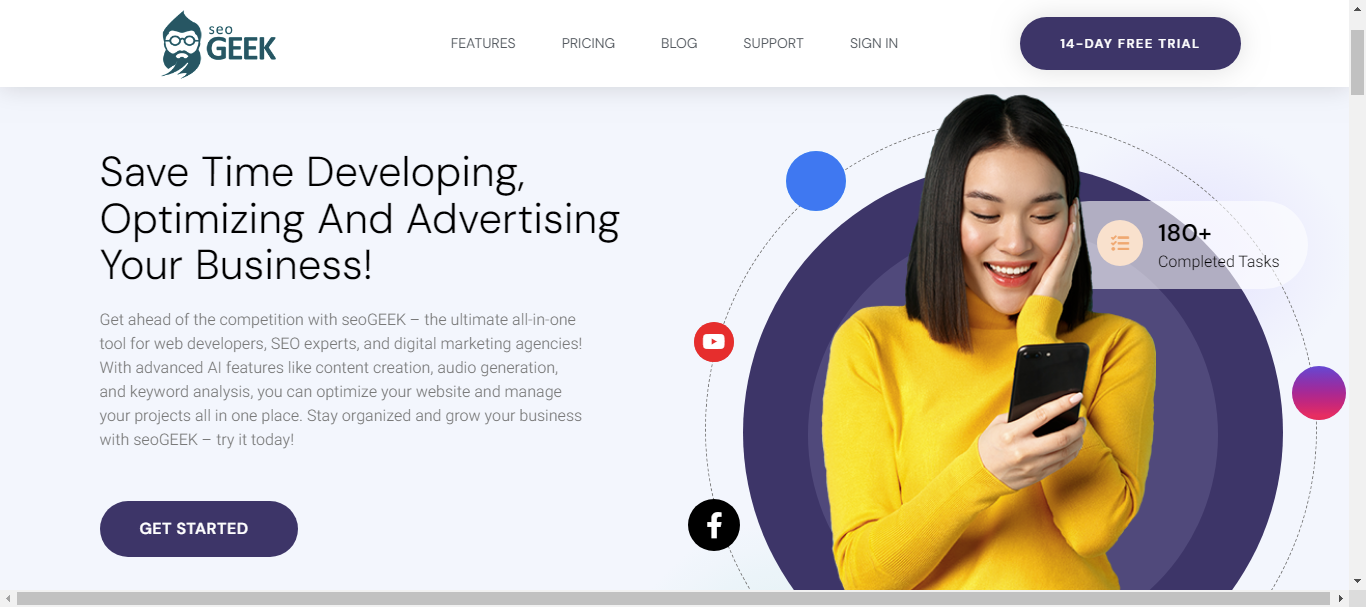 seo
GEEK
FEATURES
PRICING
BLOG
SUPPORT
SIGN IN
14-DAY FREE TRIAL
Save Time Developing,
Optimizing And Advertising
Your Business!
Get ahead of the competition with seoGEEK – the ultimate all-in-one
tool for web developers, SEO experts, and digital marketing agencies!
With advanced AI features like content creation, audio generation,
and keyword analysis, you can optimize your website and manage
your projects all in one place. Stay organized and grow your business
with seoGEEK – try it today!
GET STARTED
180+
Completed Tasks